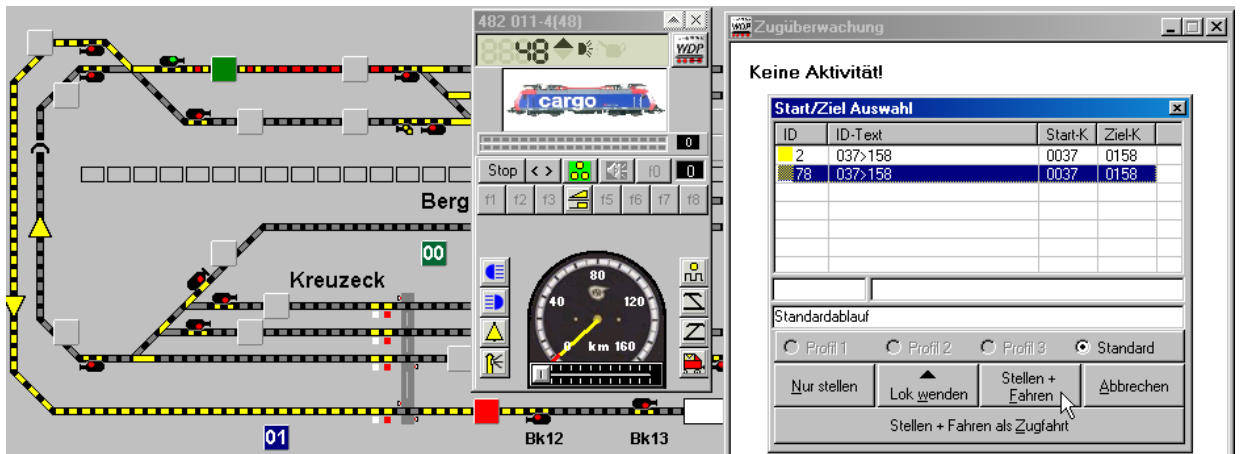 482 011-4(48)
48
WDP
cargo
0
Stop < > f0 0
f1 f2 f3 f5 f6 f7 f8
40 80 120
0 km 160
Berg
00
Kreuzeck
01
Bk12 Bk13
WDP Zugüberwachung
Keine Aktivität!
Start/Ziel Auswahl
ID ID-Text Start-K Ziel-K
2 037>158 0037 0158
78 037>158 0037 0158
Standardablauf
Profil 1 Profil 2 Profil 3 Standard
Nur stellen Lok wenden Stellen + Fahren Abbrechen
Stellen + Fahren als Zugfahrt